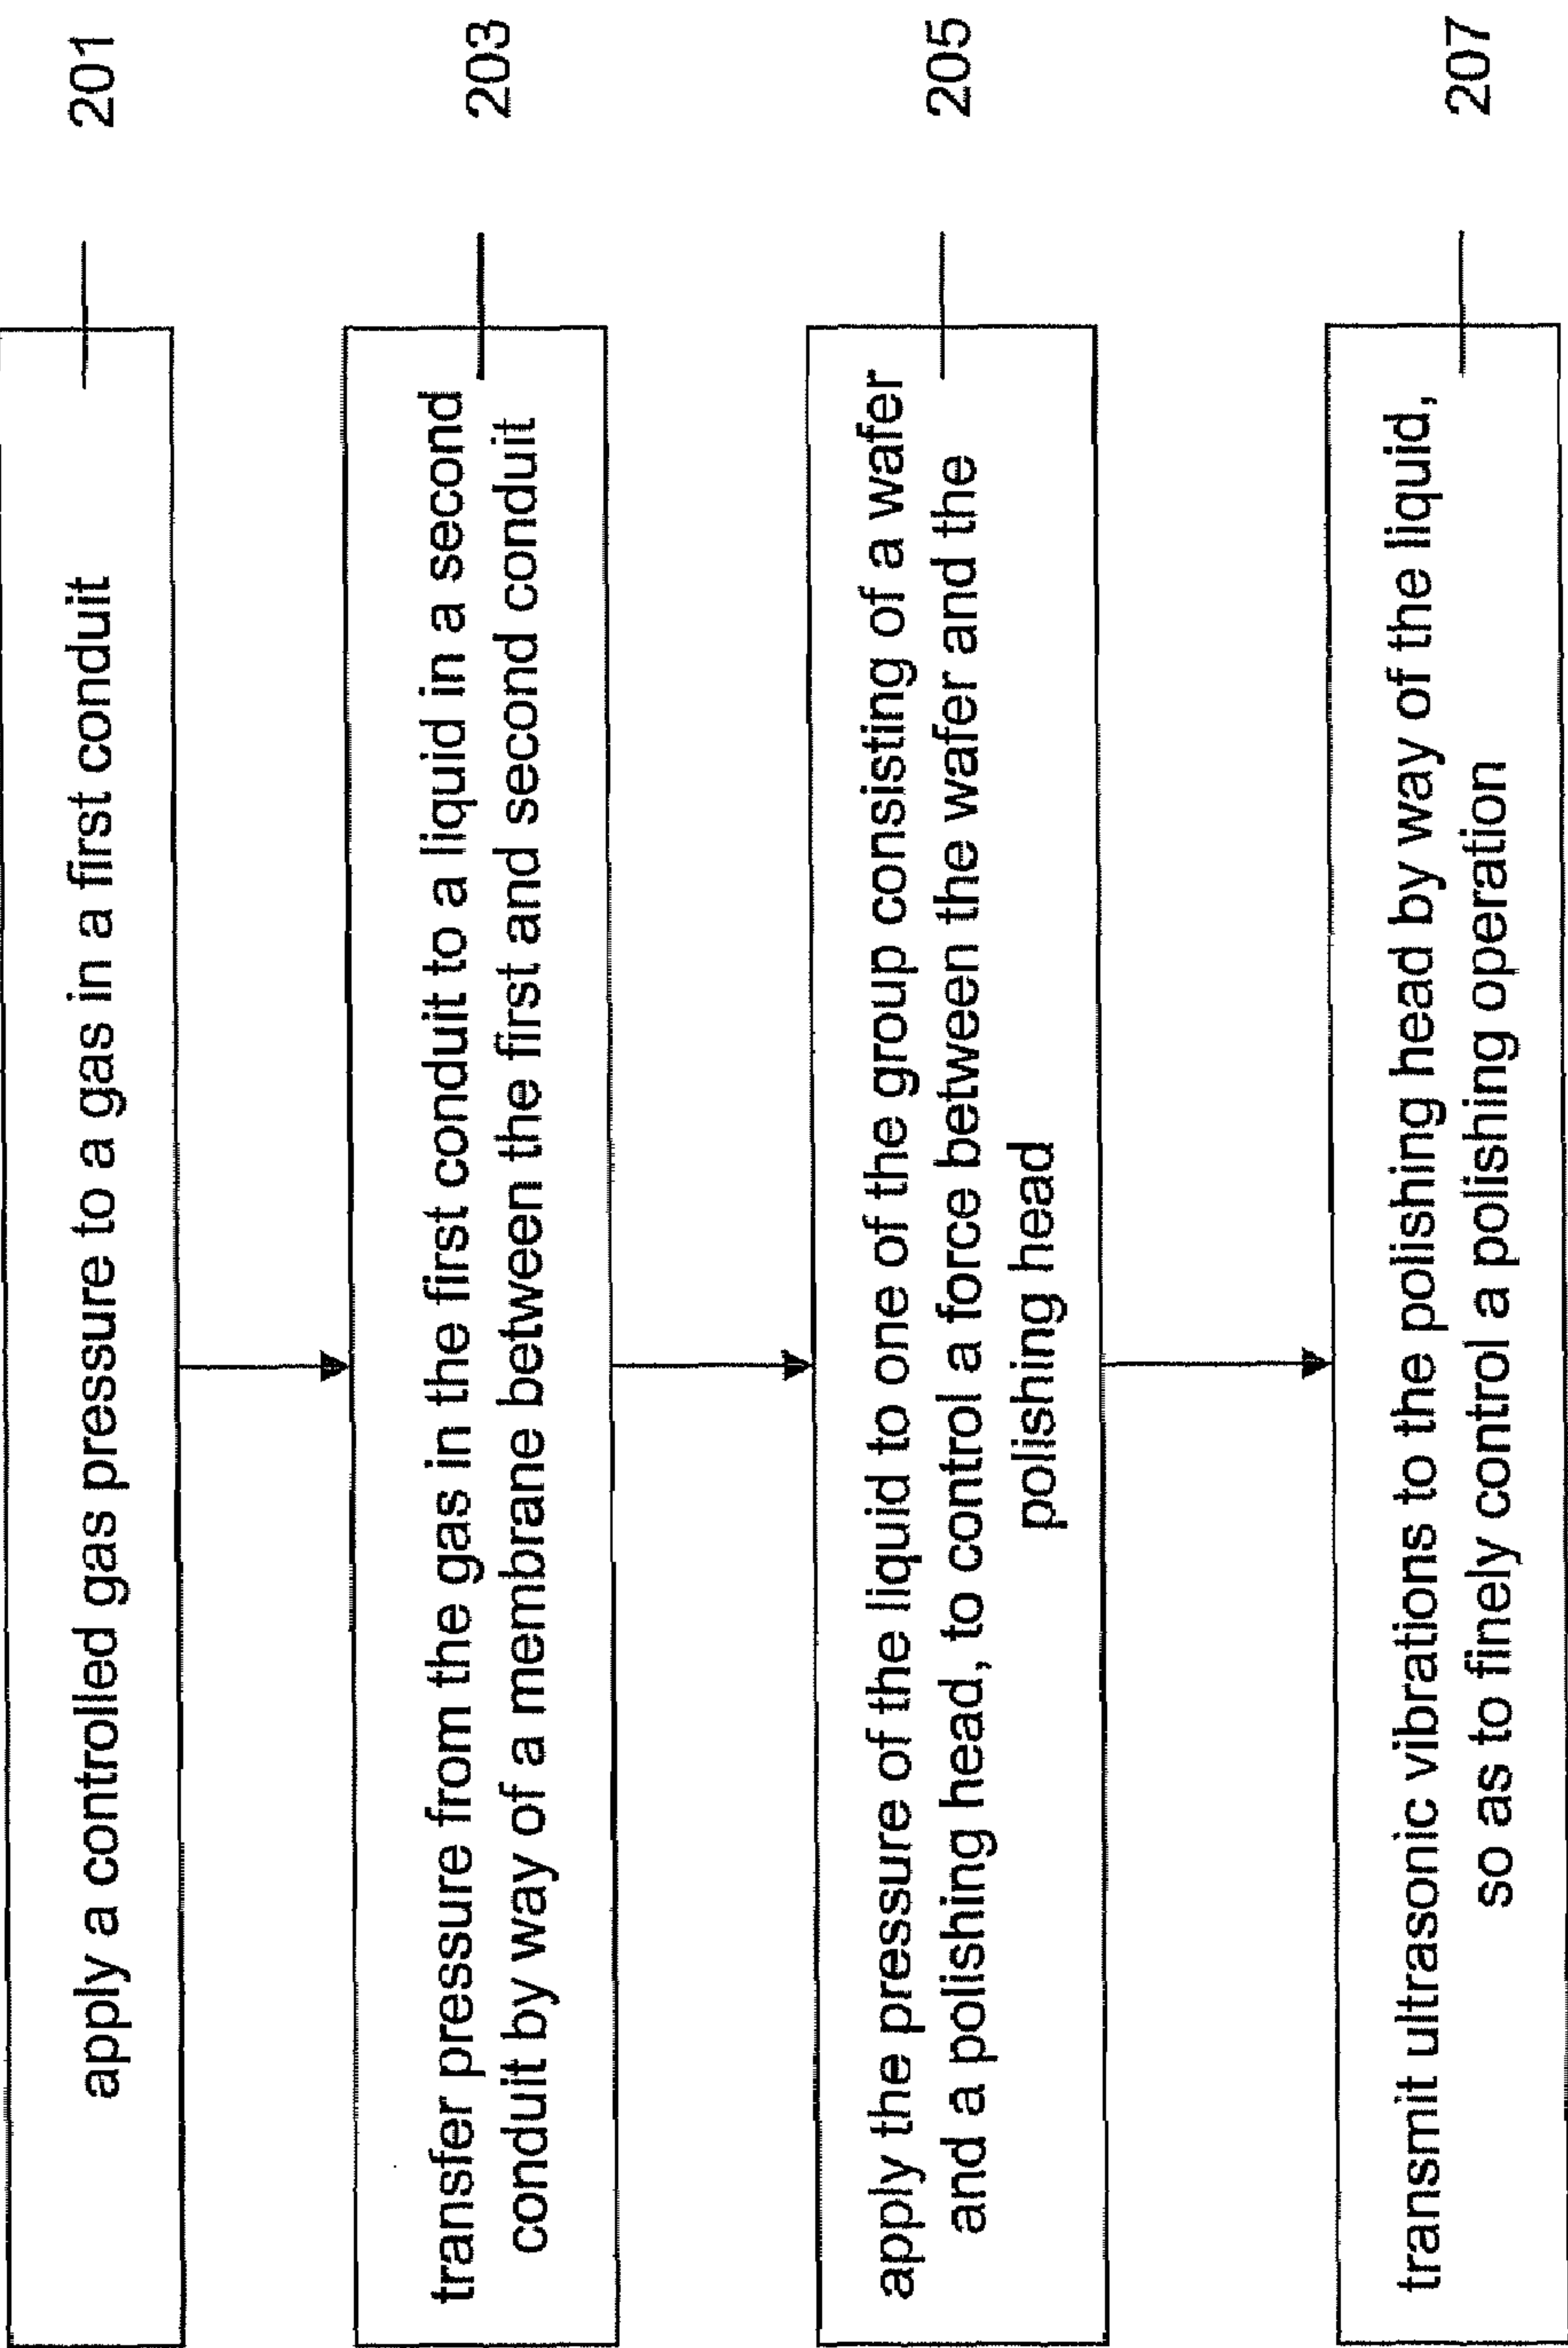 apply a controlled gas pressure to a gas in a first conduit
201
transfer pressure from the gas in the first conduit to a liquid in a second
conduit by way of a membrane between the first and second conduit
203
apply the pressure of the liquid to one of the group consisting of a wafer
and a polishing head, to control a force between the wafer and the
polishing head
205
transmit ultrasonic vibrations to the polishing head by way of the liquid,
so as to finely control a polishing operation
207